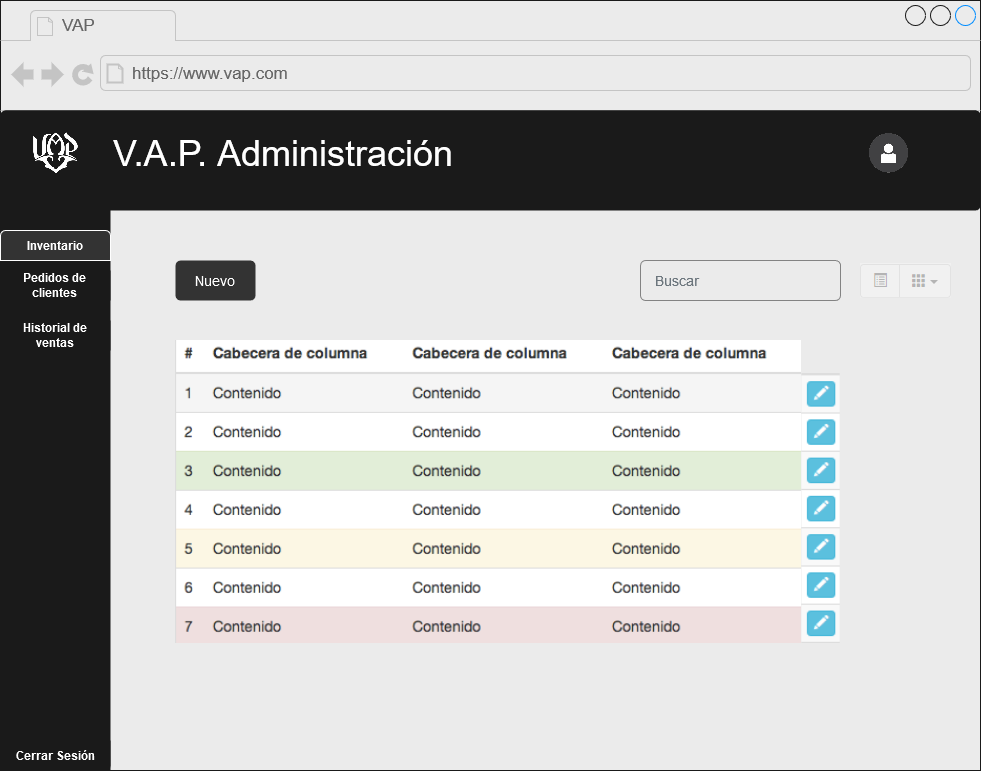 VAP
https://www.vap.com
VAP
V.A.P. Administración
Inventario
Pedidos de
clientes
Historial de
ventas
Cerrar Sesión
Nuevo
Buscar
# Cabecera de columna Cabecera de columna Cabecera de columna
1 Contenido Contenido Contenido
2 Contenido Contenido Contenido
3 Contenido Contenido Contenido
4 Contenido Contenido Contenido
5 Contenido Contenido Contenido
6 Contenido Contenido Contenido
7 Contenido Contenido Contenido